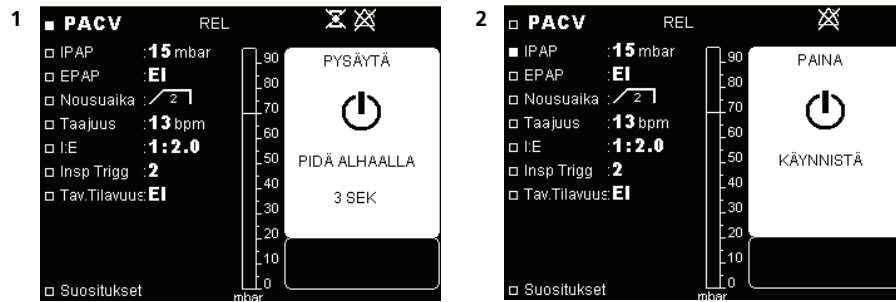 1
PACV REL
IPAP :15 mbar
EPAP :EI
Nousuaika : 2
Taajuus :13 bpm
I:E :1:2.0
Insp Trigg :2
Tav.Tilavuus:EI
Suositukset
90
80
70
60
50
40
30
20
10
0
mbar
PYSÄYTÄ
PIDÄ ALHAALLA
3 SEK
2
PACV REL
IPAP :15 mbar
EPAP :EI
Nousuaika : 2
Taajuus :13 bpm
I:E :1:2.0
Insp Trigg :2
Tav.Tilavuus:EI
Suositukset
90
80
70
60
50
40
30
20
10
0
mbar
PAINA
KÄYNNISTÄ